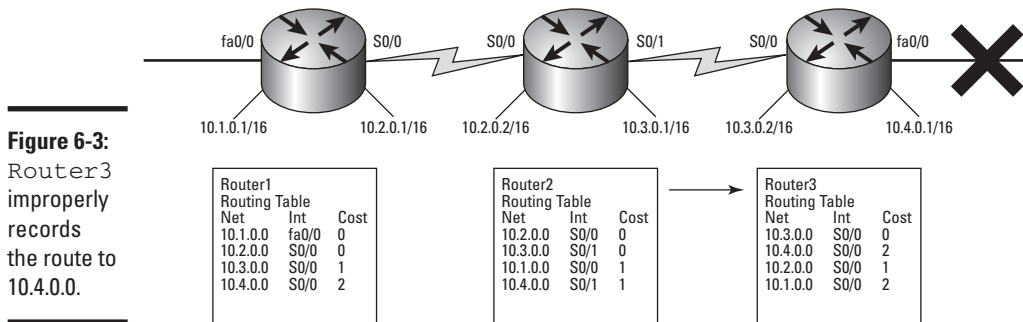 fa0/0 S0/0 S0/0 S0/1 S0/0 fa0/0
10.1.0.1/16 10.2.0.1/16 10.2.0.2/16 10.3.0.1/16 10.3.0.2/16 10.4.0.1/16
Figure 6-3:
Router3
improperly
records
the route to
10.4.0.0.
Router1
Routing Table
Net Int Cost
10.1.0.0 fa0/0 0
10.2.0.0 S0/0 0
10.3.0.0 S0/0 1
10.4.0.0 S0/0 2
Router2
Routing Table
Net Int Cost
10.2.0.0 S0/0 0
10.3.0.0 S0/1 0
10.1.0.0 S0/0 1
10.4.0.0 S0/1 1
Router3
Routing Table
Net Int Cost
10.3.0.0 S0/0 0
10.4.0.0 S0/0 2
10.2.0.0 S0/0 1
10.1.0.0 S0/0 2